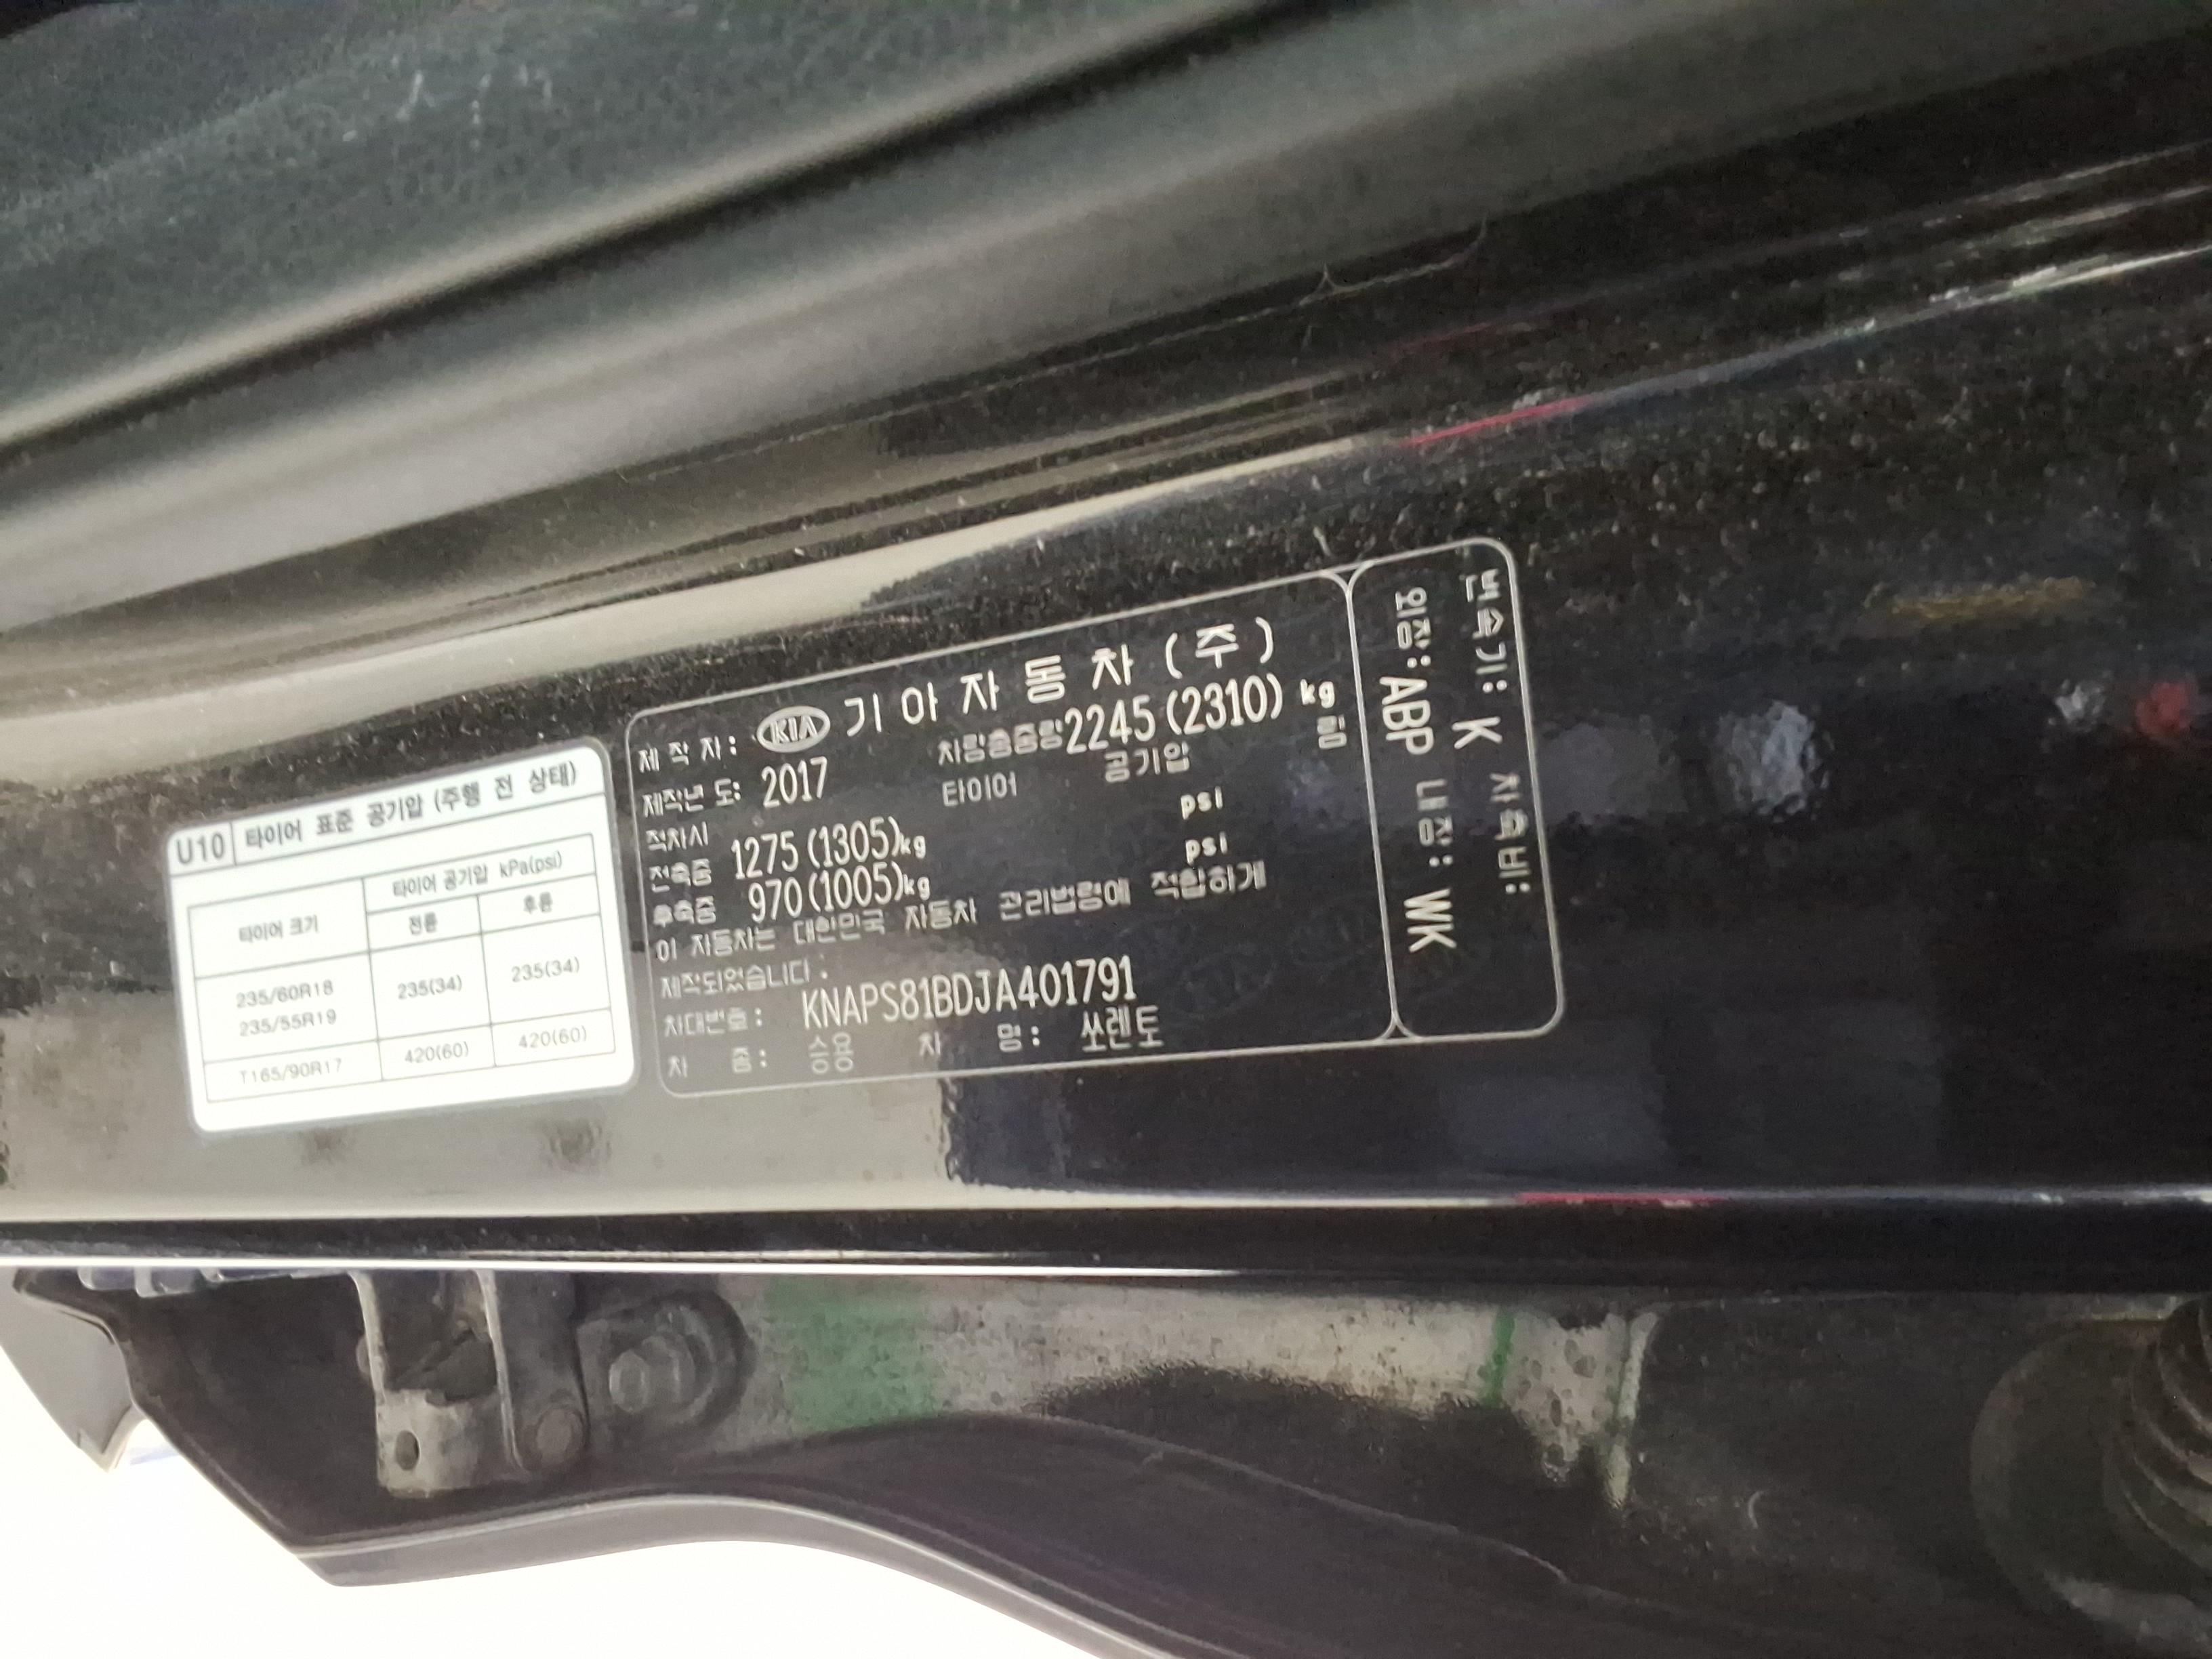 U10 타이어 표준 공기압 (주행 전 상태)
타이어 크기 타이어 공기압 kPa(psi)
전륜 후륜
235/60R18
235/55R19
235(34) 235(34)
T165/90R17 420(60) 420(60)
제 작 자: KIA 기아자동차(주)
제작년 도: 2017 차량총중량 2245(2310) kg
적차시 타이어 공기압 림
전축중 1275(1305)kg psi
후축중 970(1005)kg psi
이 자동차는 대한민국 자동차 관리법령에 적합하게
제작되었습니다.
차대번호: KNAPS81BDJA401791
차 종: 승용 차 명: 쏘렌토
변속기: K 차축비:
외장: ABP 내장: WK